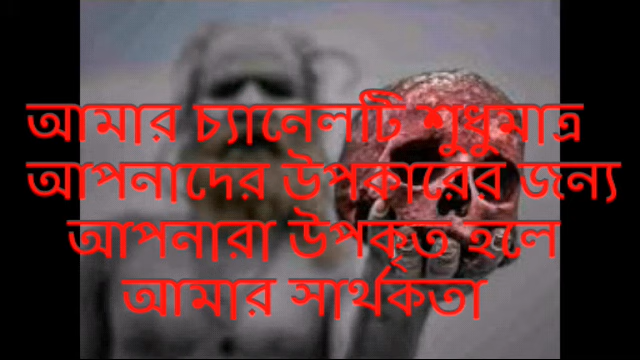 আমার চ্যানেলটি শুধুমাত্র
আপনাদের উপকারের জন্য
আপনারা উপকৃত হলে
আমার সার্থকতা